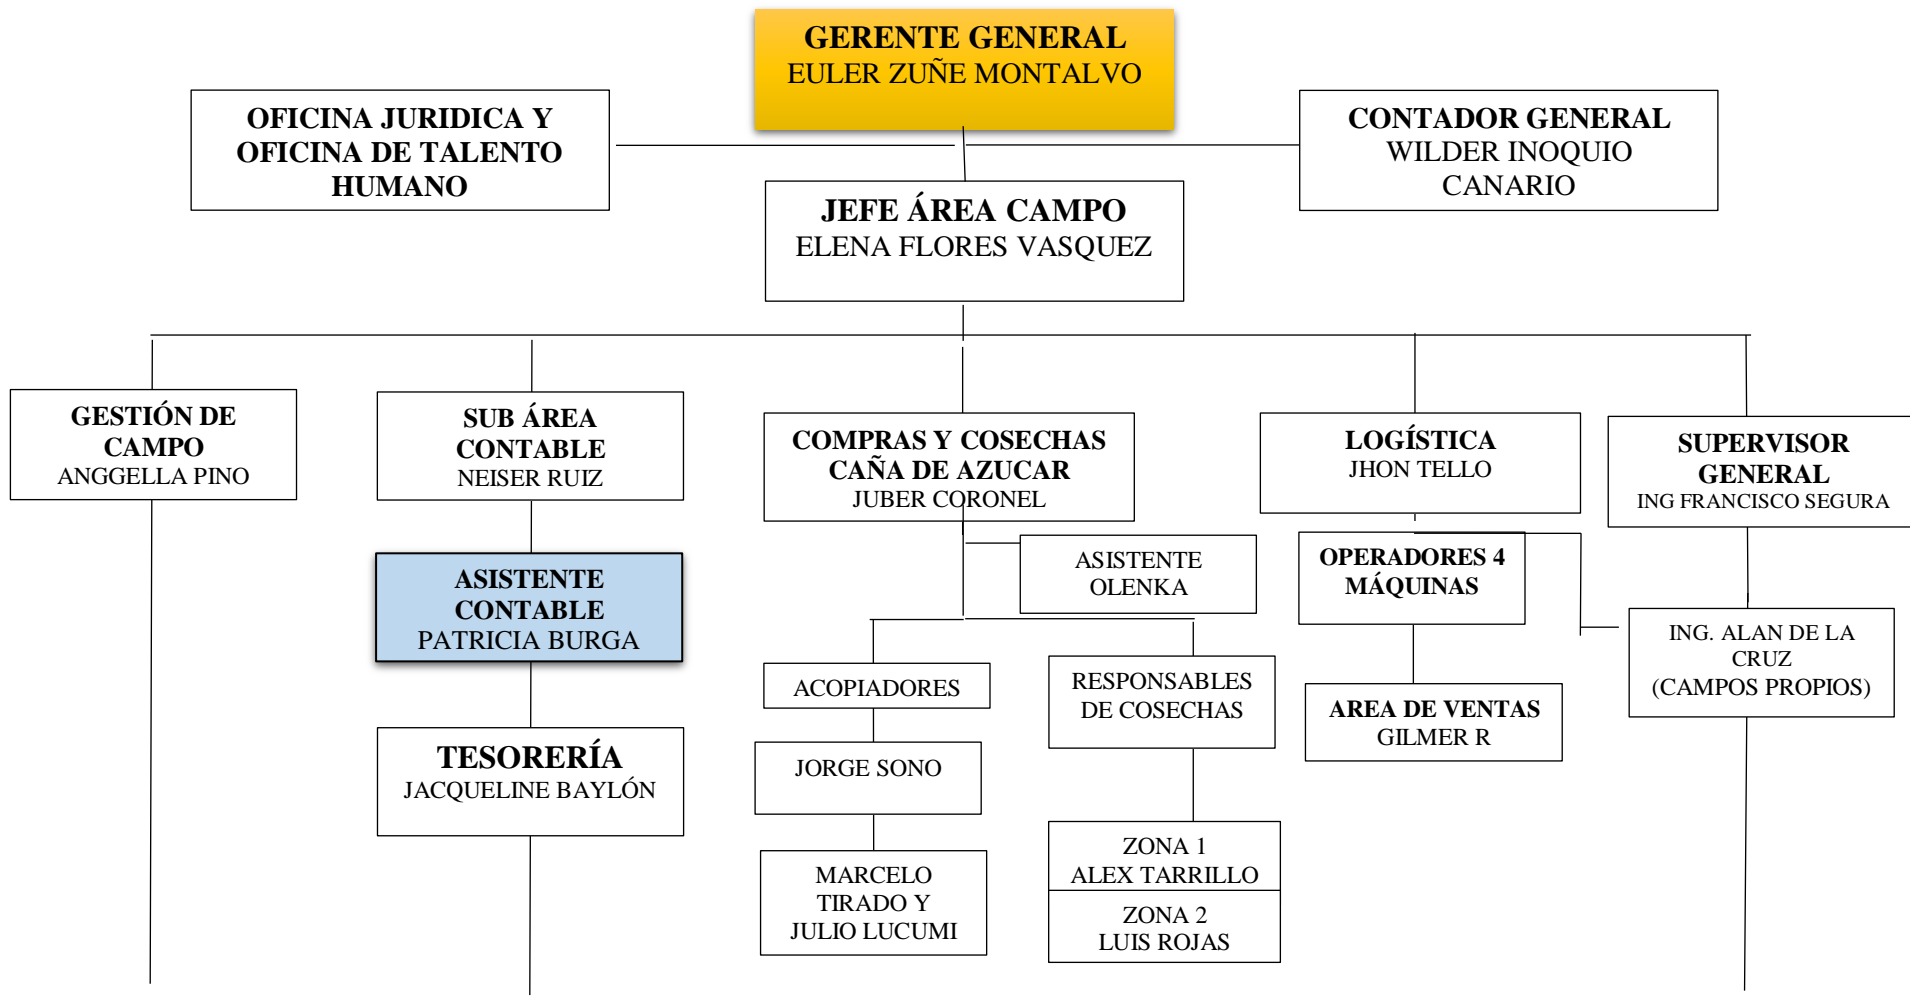 GERENTE GENERAL
EULER ZUÑE MONTALVO
OFICINA JURIDICA Y
OFICINA DE TALENTO
HUMANO
CONTADOR GENERAL
WILDER INOQUIO
CANARIO
JEFE ÁREA CAMPO
ELENA FLORES VASQUEZ
GESTIÓN DE
CAMPO
ANGGELLA PINO
SUB ÁREA
CONTABLE
NEISER RUIZ
COMPRAS Y COSECHAS
CAÑA DE AZUCAR
JUBER CORONEL
LOGÍSTICA
JHON TELLO
SUPERVISOR
GENERAL
ING FRANCISCO SEGURA
ASISTENTE
CONTABLE
PATRICIA BURGA
ASISTENTE
OLENKA
OPERADORES 4
MÁQUINAS
ING. ALAN DE LA
CRUZ
(CAMPOS PROPIOS)
ACOPIADORES
RESPONSABLES
DE COSECHAS
AREA DE VENTAS
GILMER R
TESORERÍA
JACQUELINE BAYLÓN
JORGE SONO
MARCELO
TIRADO Y
JULIO LUCUMI
ZONA 1
ALEX TARRILLO
ZONA 2
LUIS ROJAS